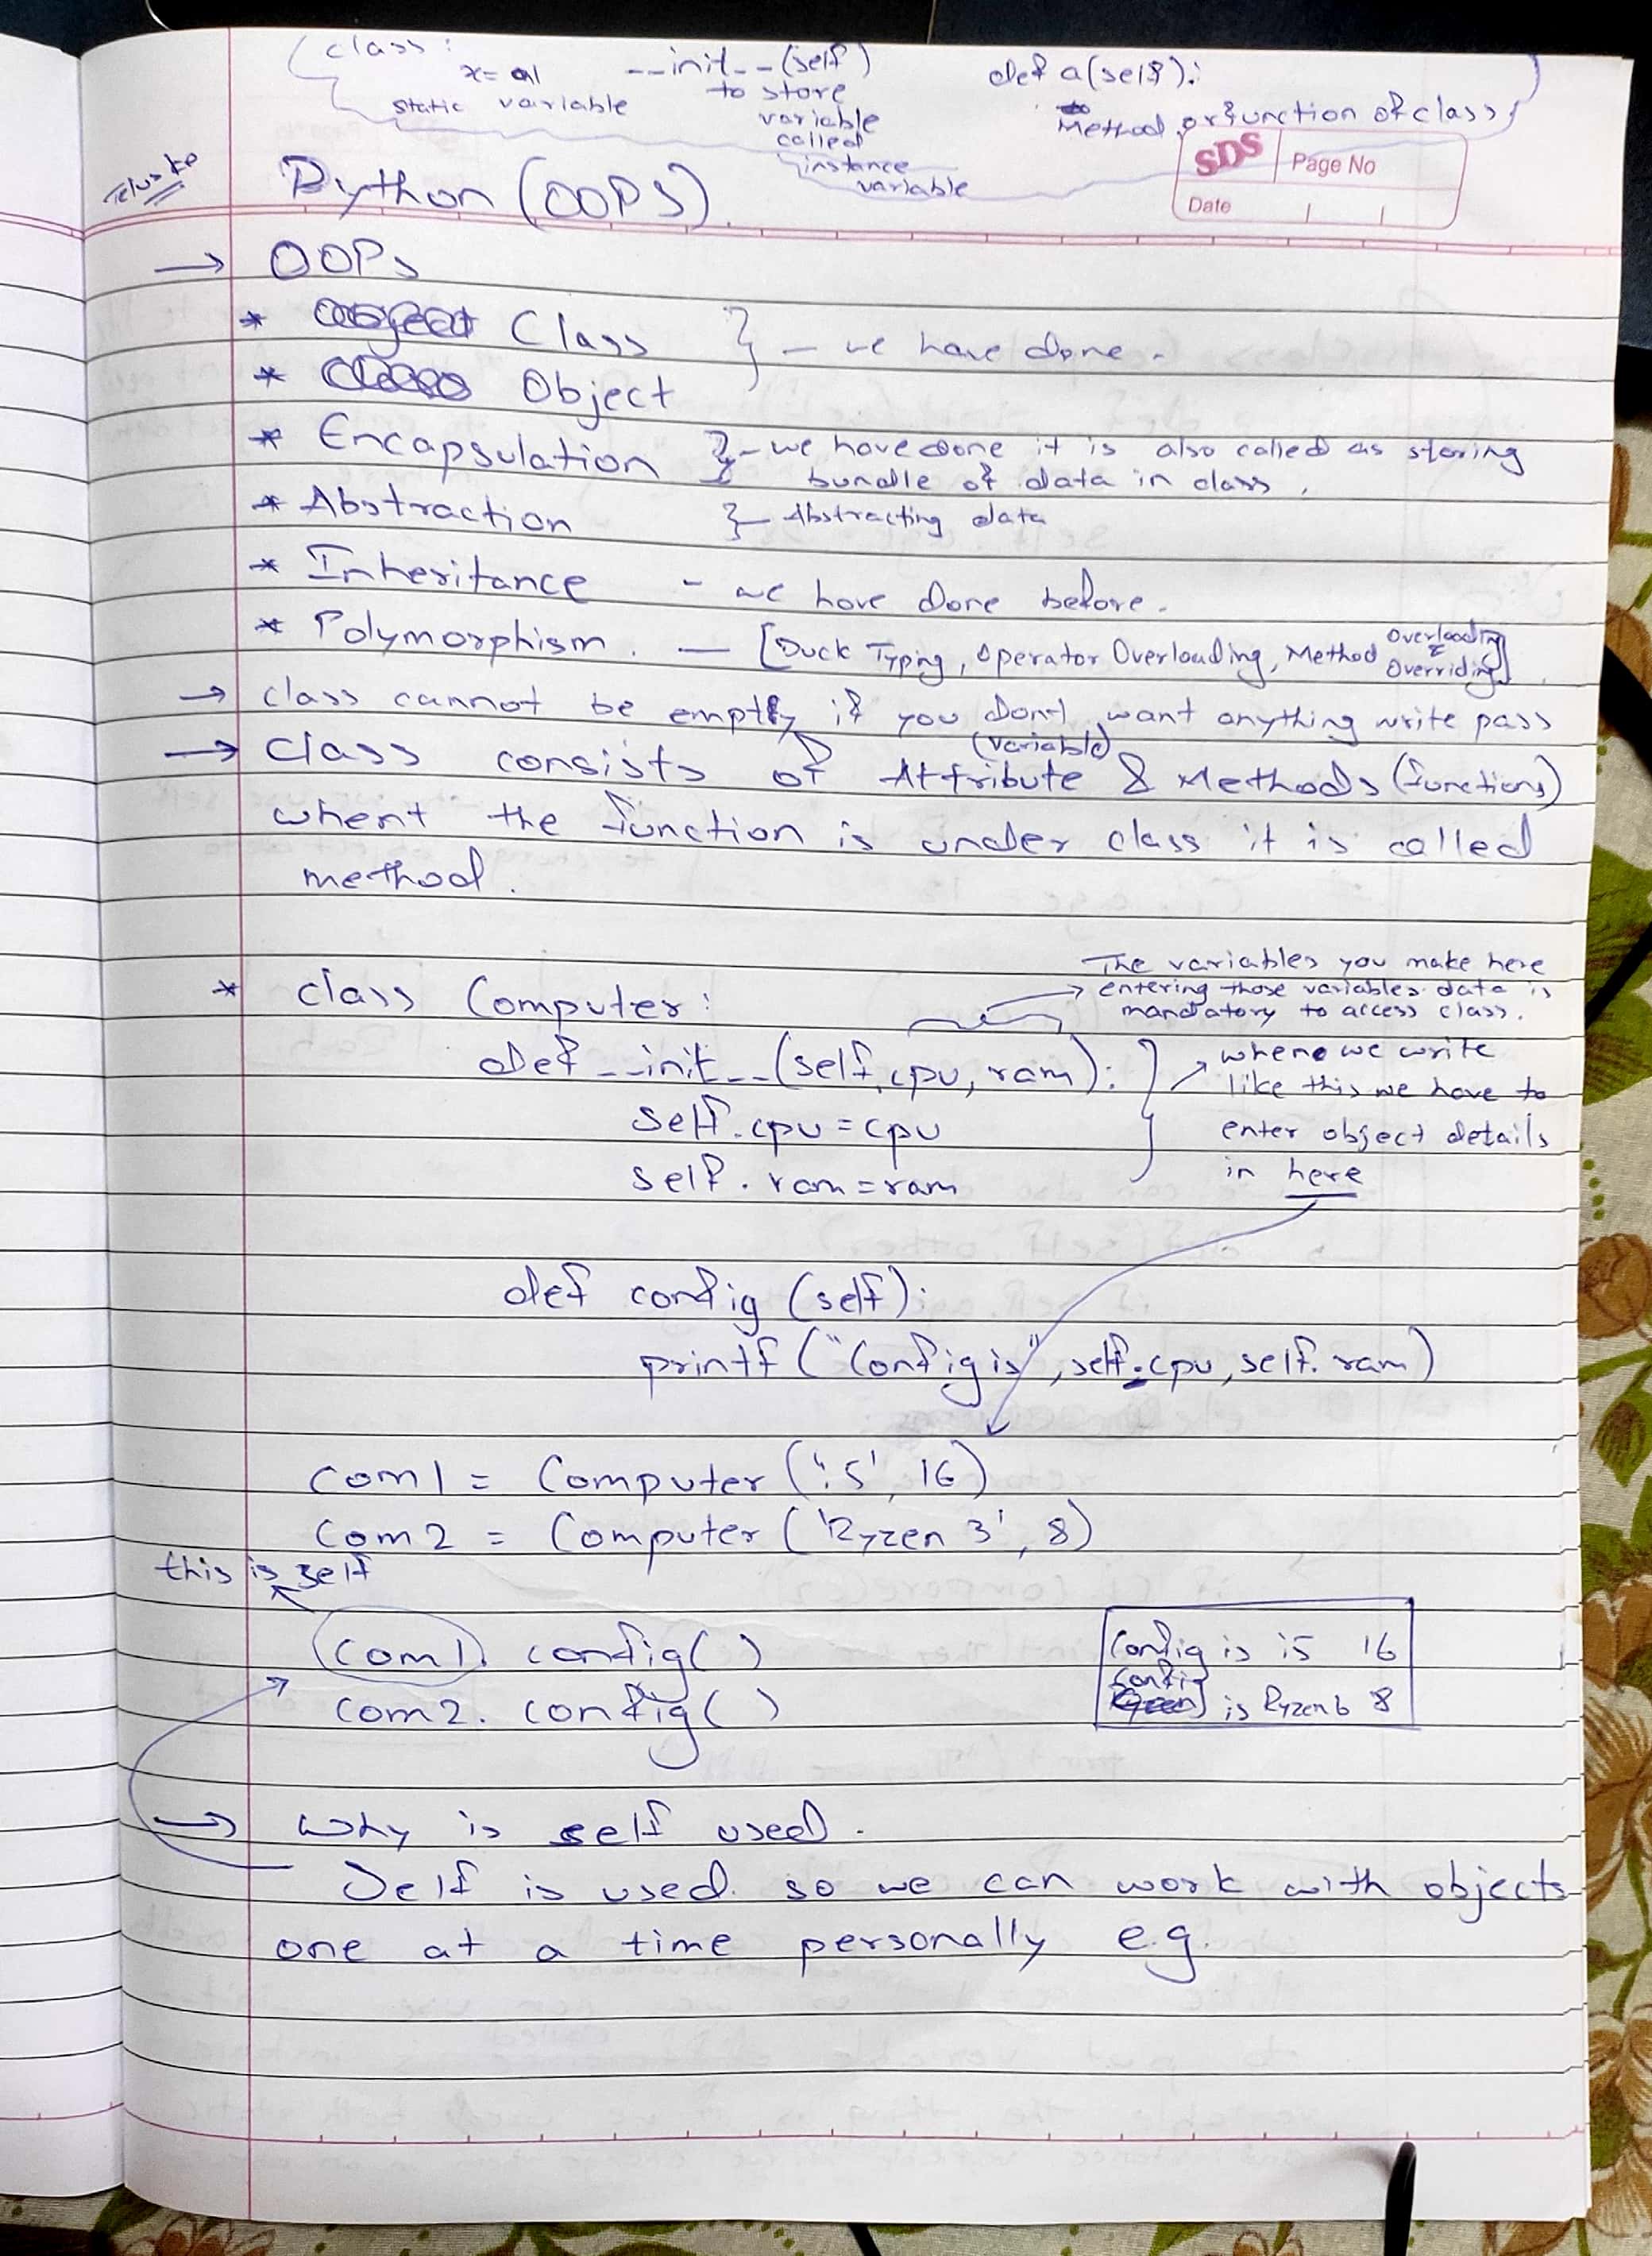 class:
x= a1
static variable
__init__(self)
to store
variable
called
instance
variable
def a(self):
Method or function of class
SDS
Page No
Date
Telusko
Python (OOPS)
→ OOPs
* Class } - we have done.
* Object
* Encapsulation } - we have done it is also called as storing
bundle of data in class.
* Abstraction } - Abstracting data
* Inheritance - we have done before.
* Polymorphism. — [Duck Typing, Operator Overloading, Method Overloading & Overriding]
→ class cannot be empty if you dont want anything write pass
→ Class consists of Attribute (variable) & Methods (functions)
when the function is under class it is called
method.
The variables you make here
→ entering those variables data is
mandatory to access class.
* class Computer:
def __init__(self, cpu, ram):
self.cpu = cpu
self.ram = ram
where we write
like this we have to
enter object details
in here
def config (self):
printf ("Config is", self.cpu, self.ram)
com1 = Computer ('i5', 16)
com2 = Computer ('Ryzen 3', 8)
this is self
com1. config()
com2. config()
Config is i5 16
Config is Ryzen 6 8
→ why is self used.
Self is used so we can work with objects
one at a time personally e.g.